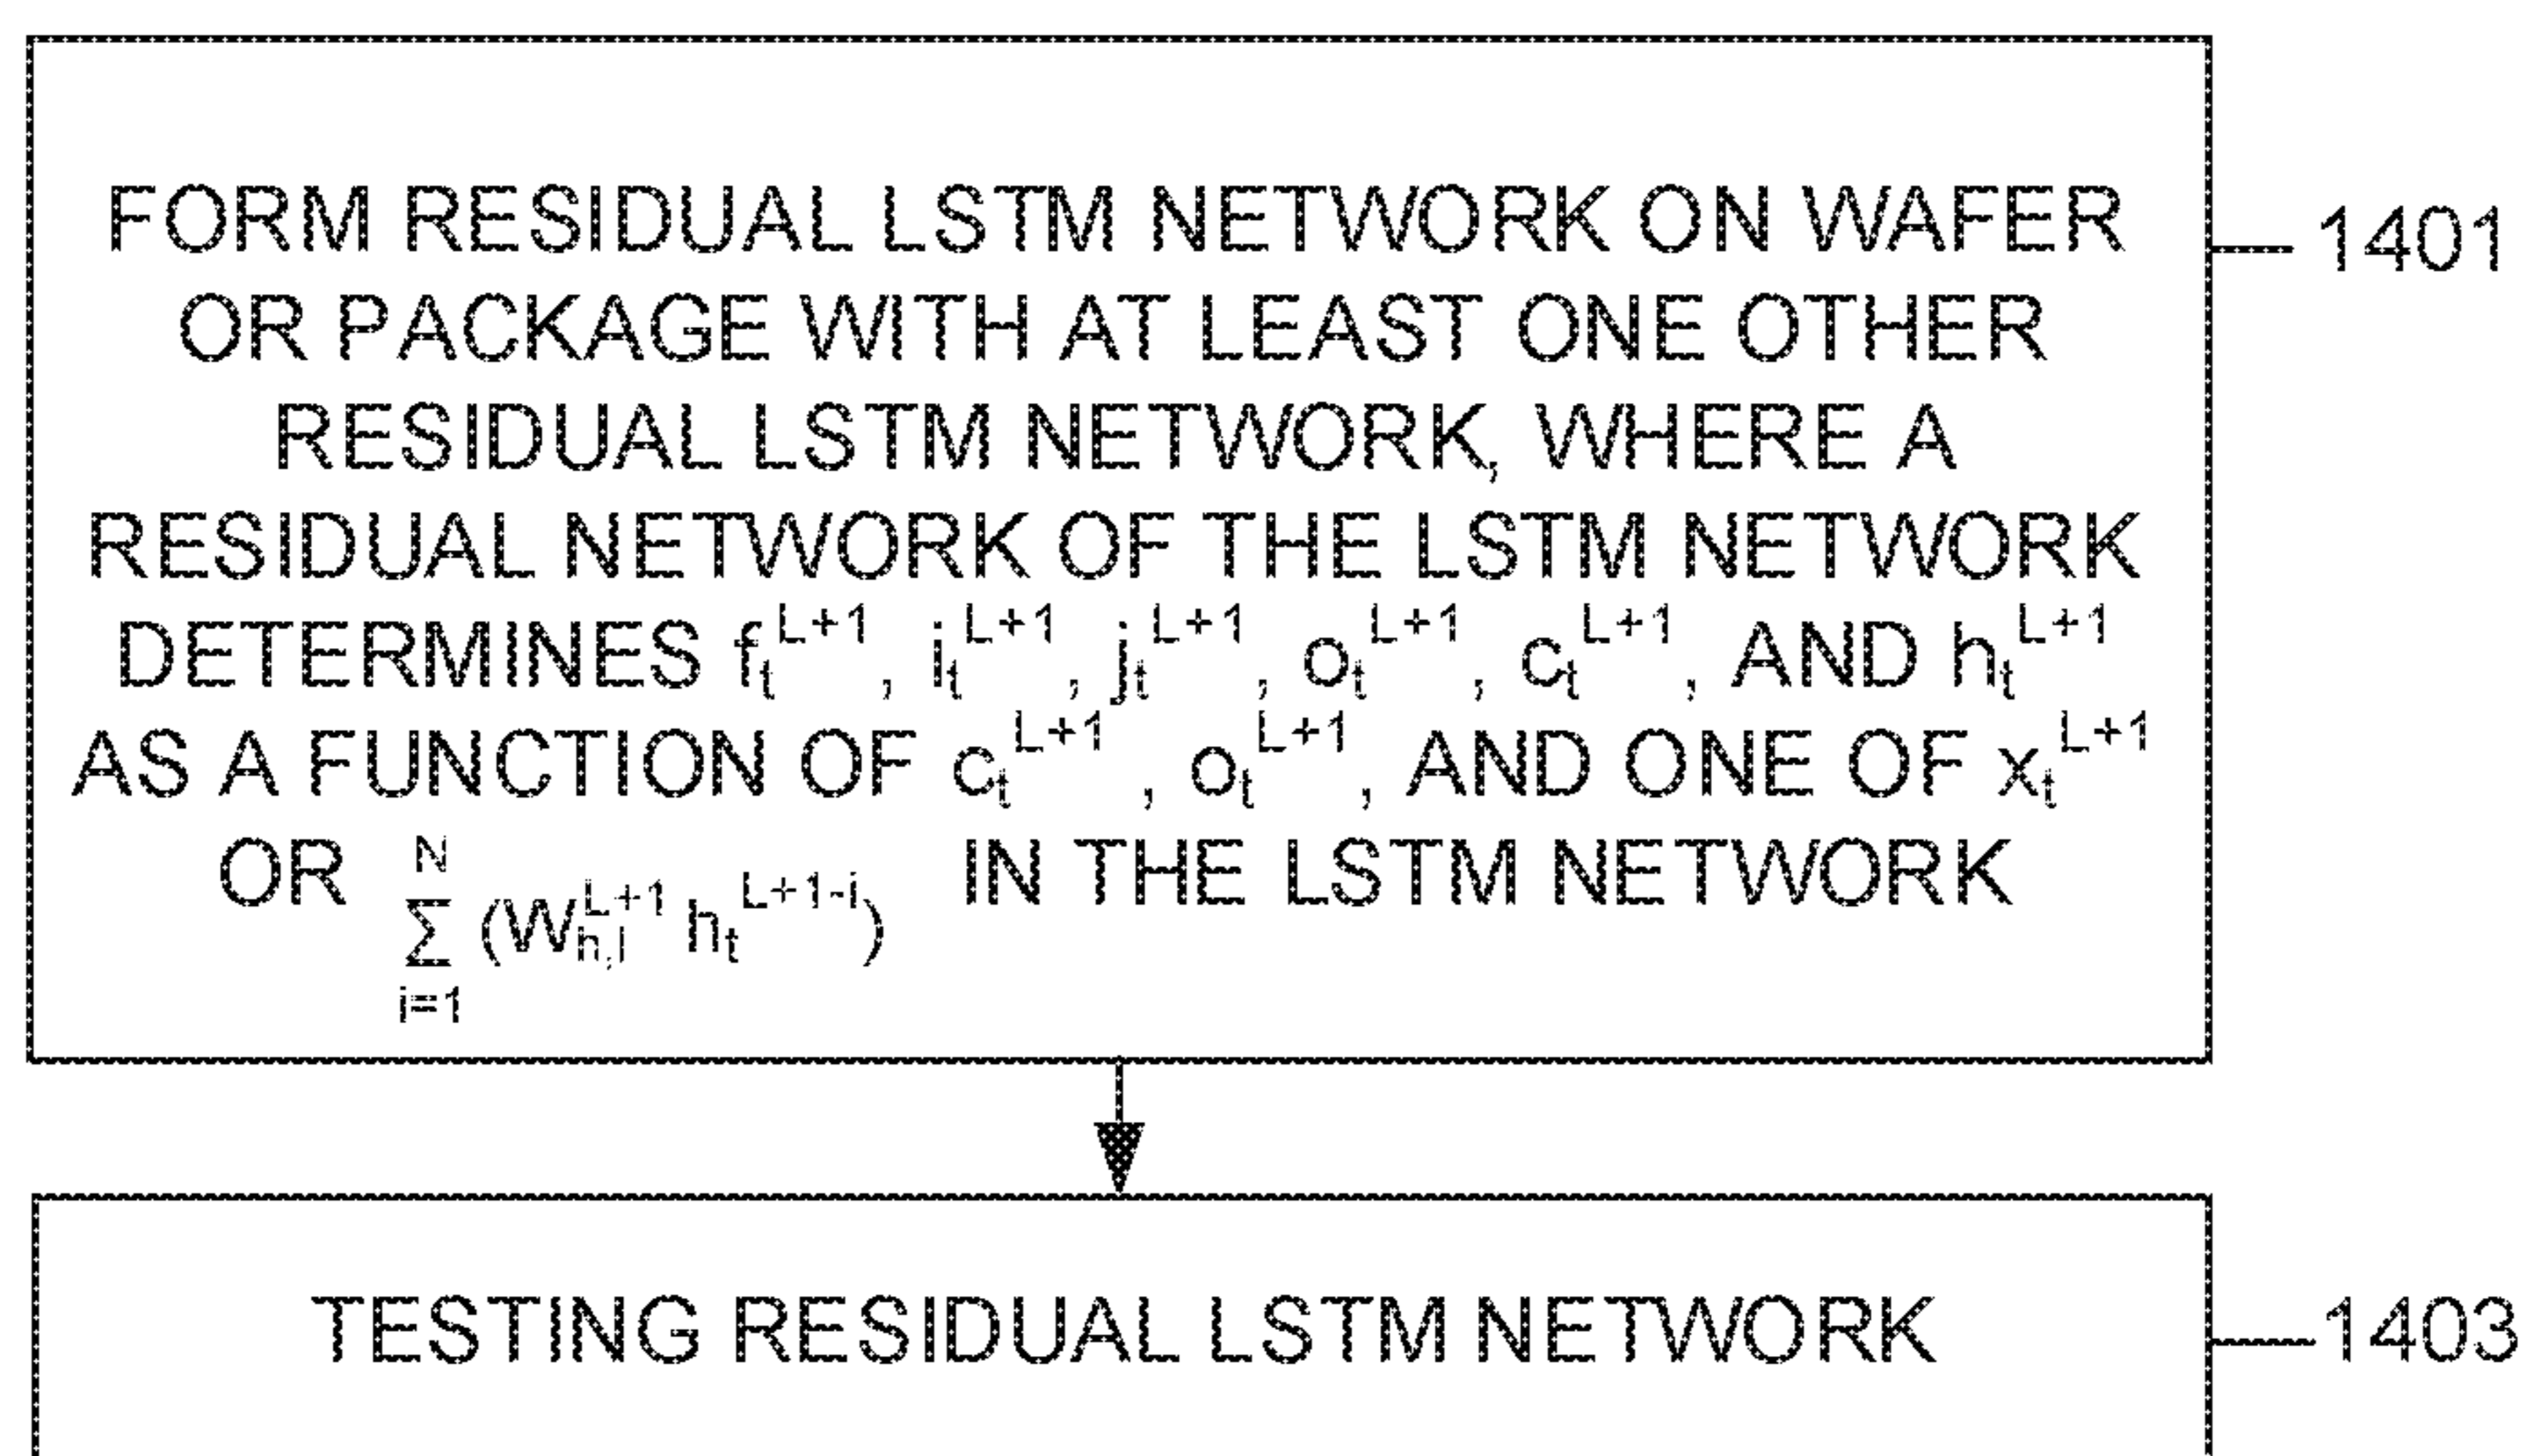 FORM RESIDUAL LSTM NETWORK ON WAFER
1401
OR PACKAGE WITH AT LEAST ONE OTHER
RESIDUAL LSTM NETWORK, WHERE A
RESIDUAL NETWORK OF THE LSTM NETWORK
DETERMINES f_t^{L+1}, i_t^{L+1}, j_t^{L+1}, o_t^{L+1}, c_t^{L+1}, AND h_t^{L+1}
AS A FUNCTION OF c_t^{L+1}, o_t^{L+1}, AND ONE OF x_t^{L+1}
OR \sum_{i=1}^{N} (W_{h,i}^{L+1} h_t^{L+1-i}) IN THE LSTM NETWORK
TESTING RESIDUAL LSTM NETWORK
1403